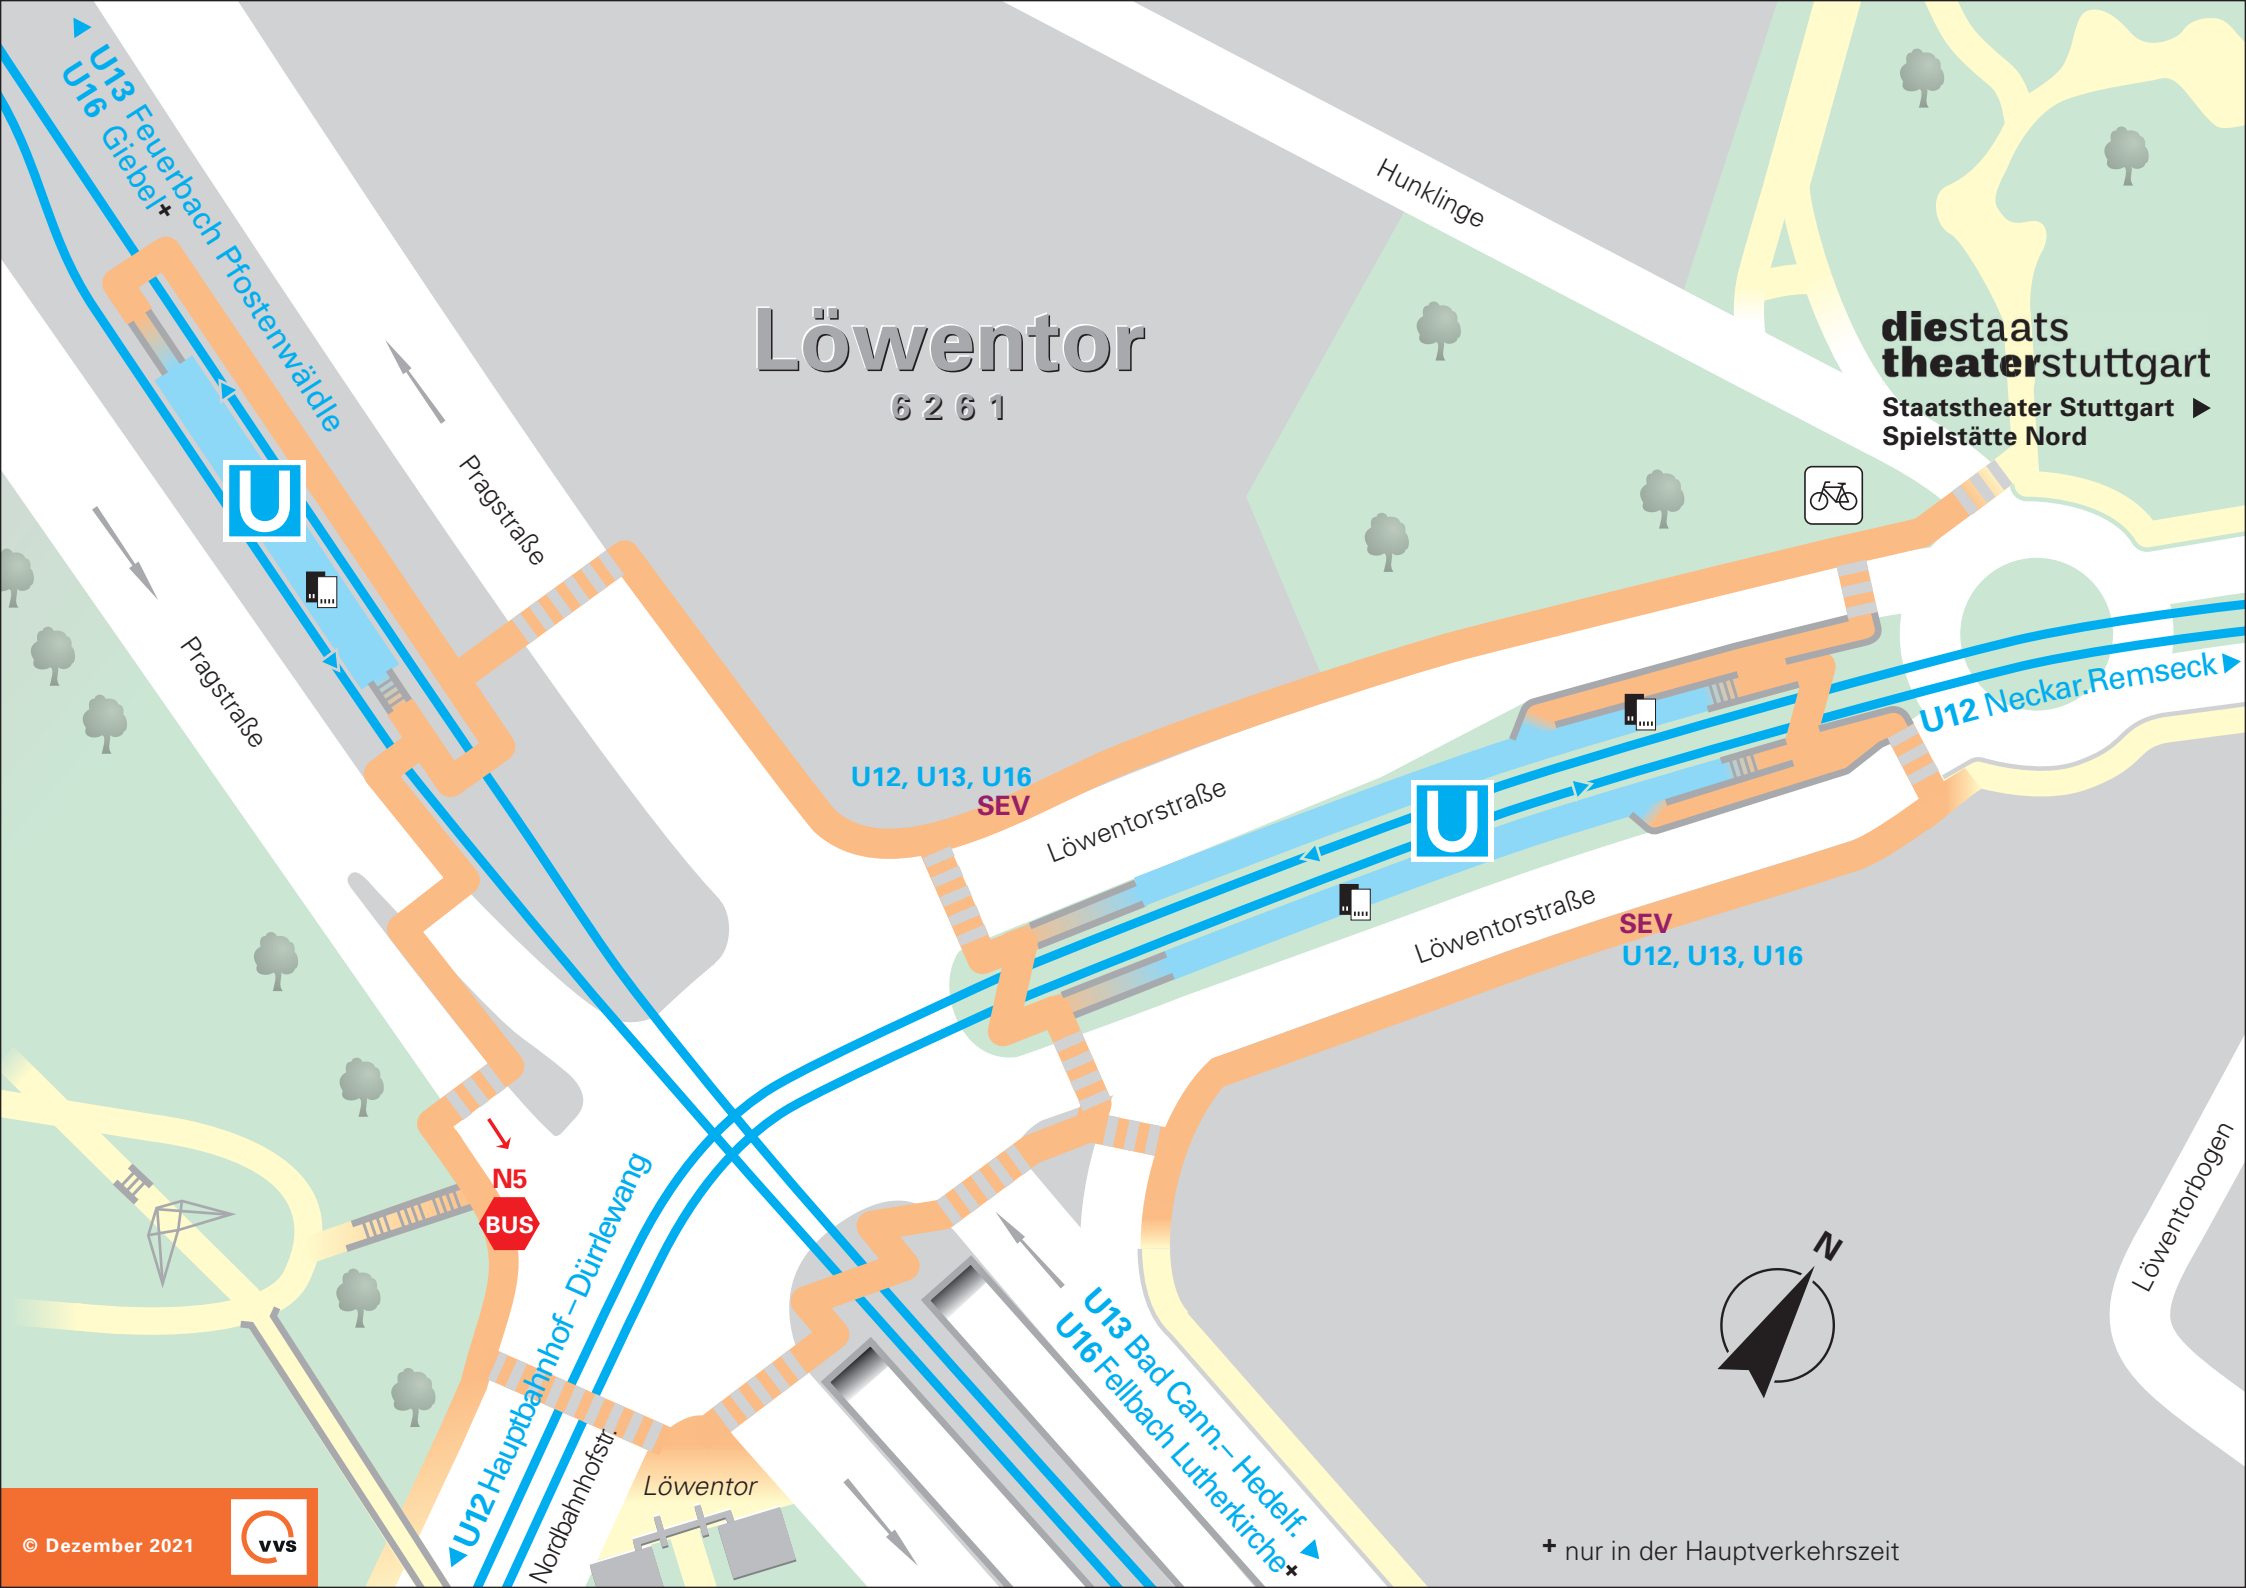 U13 Feuerbach Pfostenwäldle
U16 Giebel+
Hunklinge
Löwentor
6261
diestaats
theaterstuttgart
Staatstheater Stuttgart
Spielstätte Nord
Pragstraße
U
Pragstraße
U12 Neckar.Remseck
U12, U13, U16
SEV
Löwentorstraße
U
Löwentorstraße
SEV
U12, U13, U16
N5
BUS
U12 Hauptbahnhof – Dürrlewang
Löwentorbogen
N
U13 Bad Cann.– Hedelf.
U16 Fellbach Lutherkirche+
Nordbahnhofstr.
Löwentor
© Dezember 2021
vvs
+ nur in der Hauptverkehrszeit